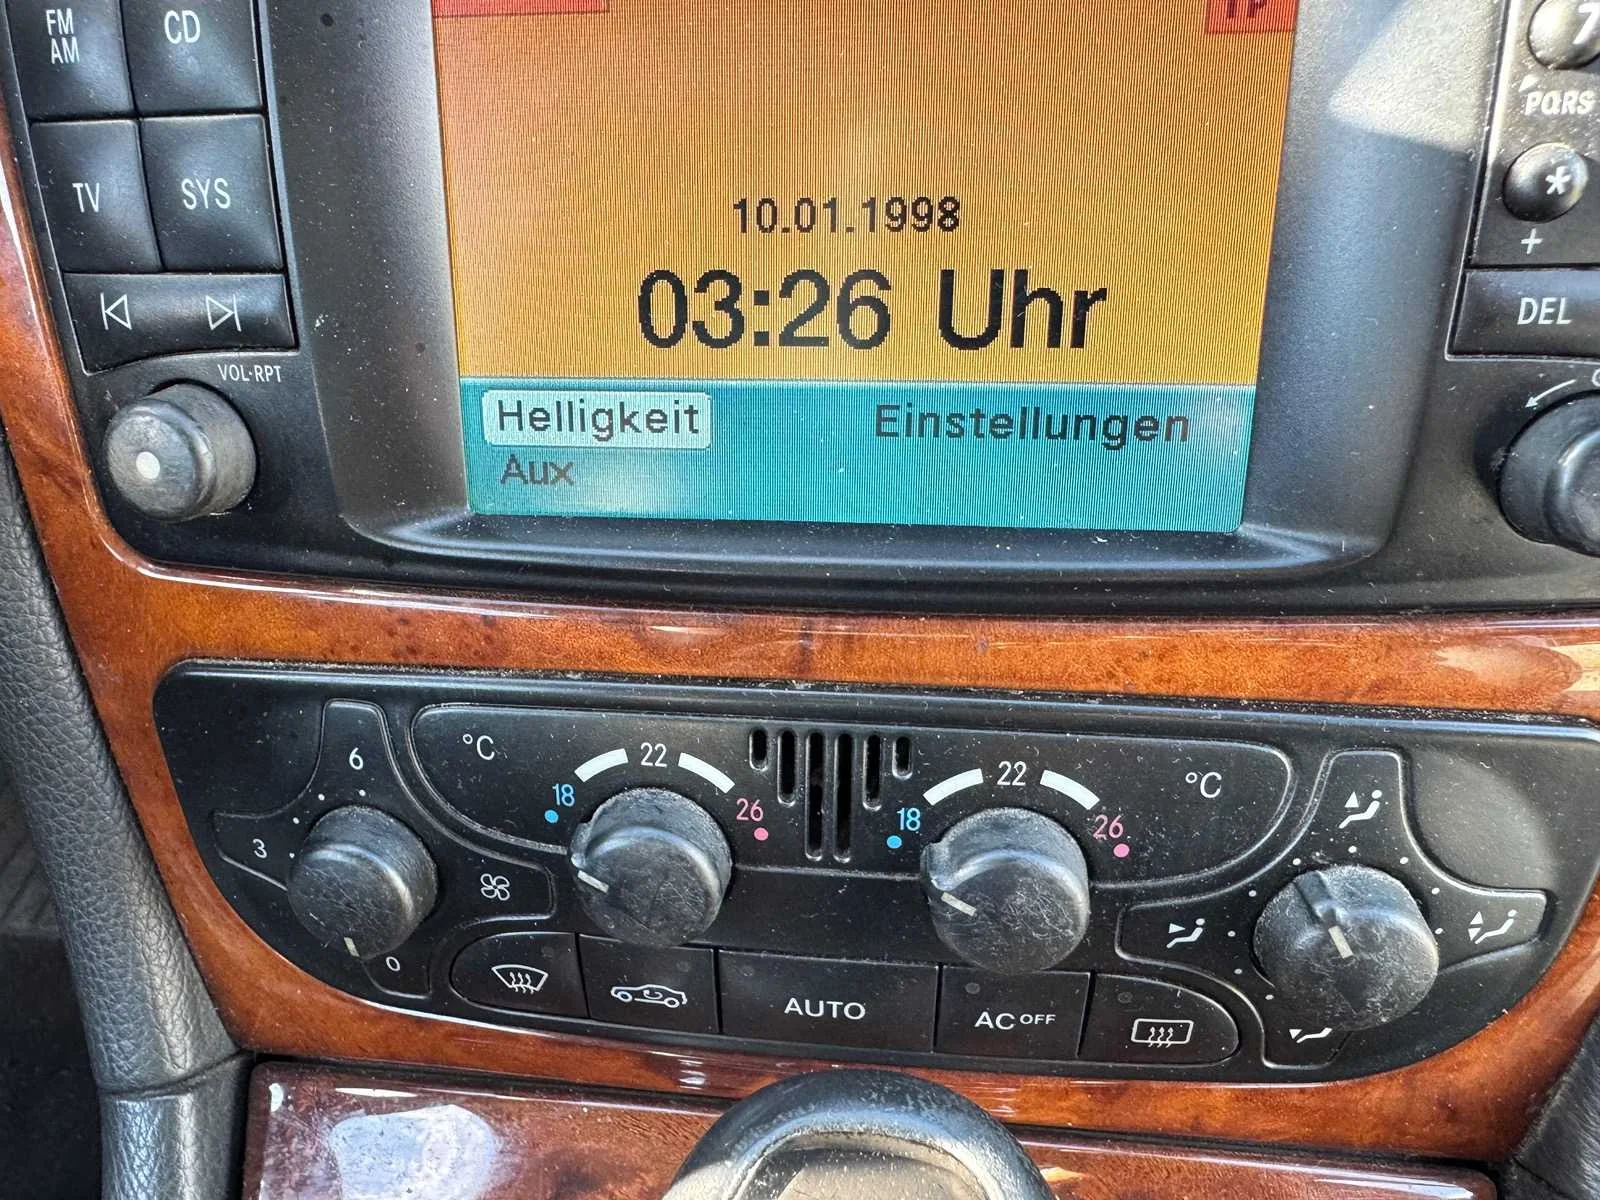 FM
AM
CD
TV
SYS
VOL·RPT
7
PQRS
*
+
DEL
10.01.1998
03:26 Uhr
Helligkeit
Einstellungen
Aux
6
3
0
°C
18
22
26
18
22
26
°C
AUTO
AC OFF